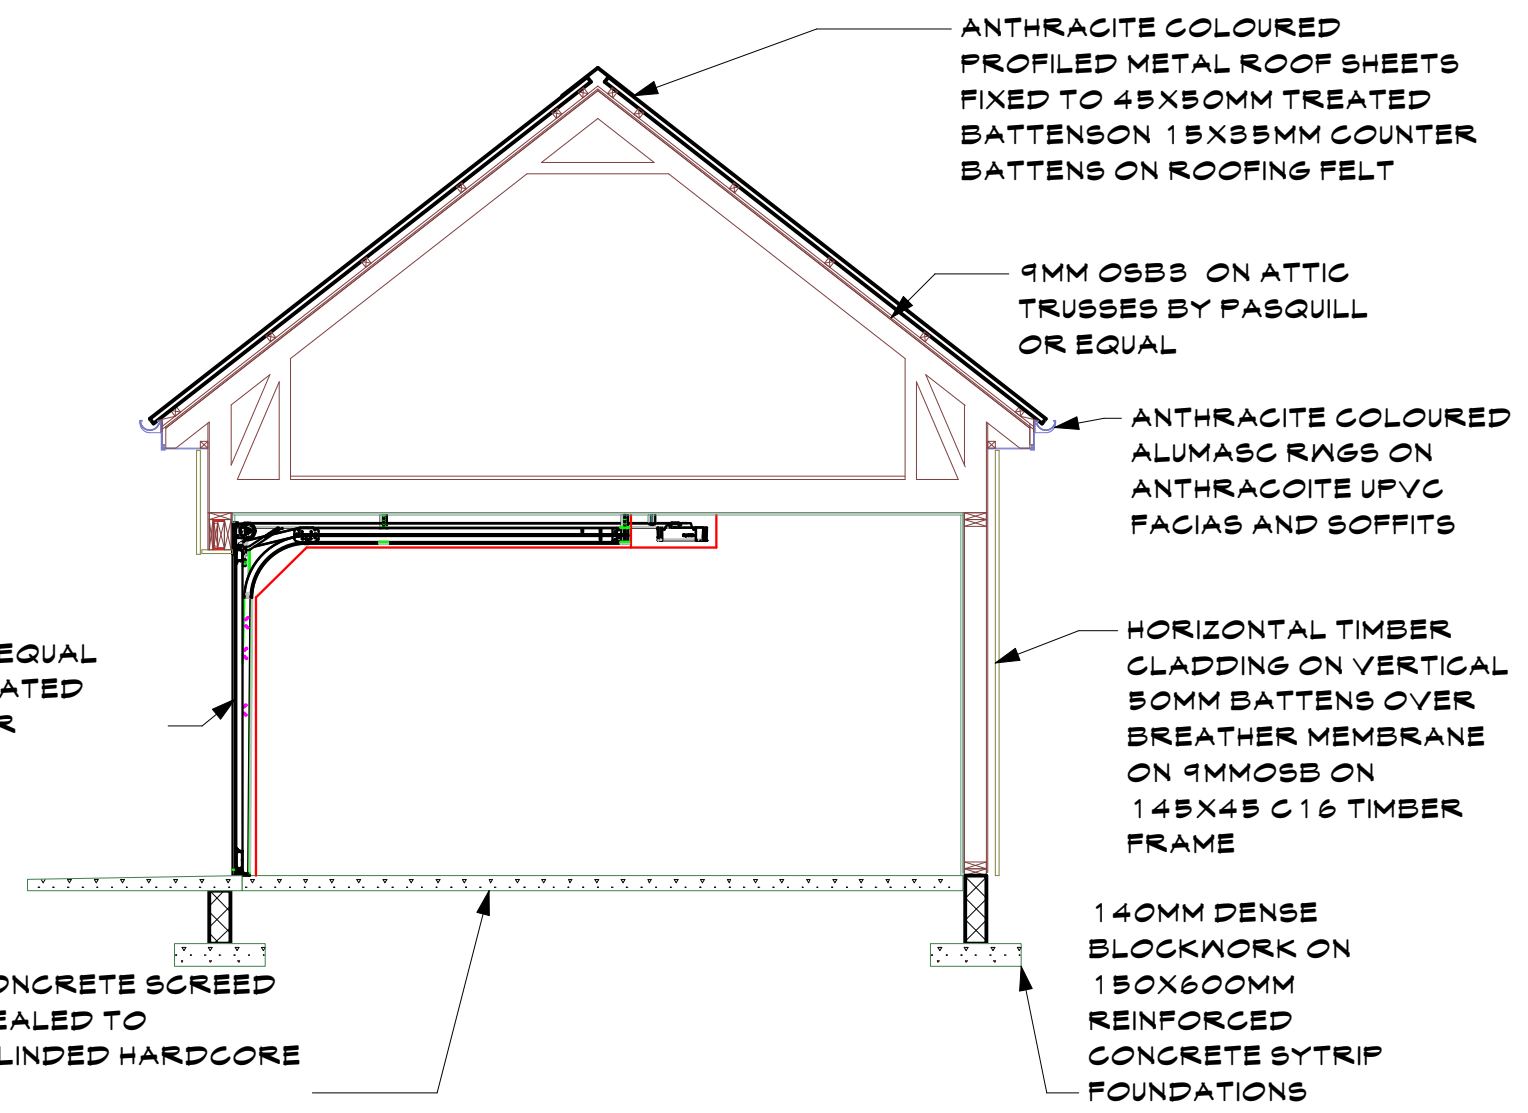 ANTHRACITE COLOURED
PROFILED METAL ROOF SHEETS
FIXED TO 45X50MM TREATED
BATTENSON 15X35MM COUNTER
BATTENS ON ROOFING FELT
9MM OSB3 ON ATTIC
TRUSSES BY PASQUILL
OR EQUAL
ANTHRACITE COLOURED
ALUMASC RWGS ON
ANTHRACOITE UPVC
FACIAS AND SOFFITS
EQUAL
ATED
R
HORIZONTAL TIMBER
CLADDING ON VERTICAL
50MM BATTENS OVER
BREATHER MEMBRANE
ON 9MMOSB ON
145X45 C16 TIMBER
FRAME
ONCRETE SCREED
EALED TO
LINDED HARDCORE
140MM DENSE
BLOCKWORK ON
150X600MM
REINFORCED
CONCRETE SYTRIP
FOUNDATIONS